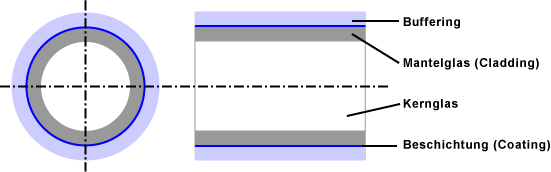 Buffering
Mantelglas (Cladding)
Kernglas
Beschichtung (Coating)